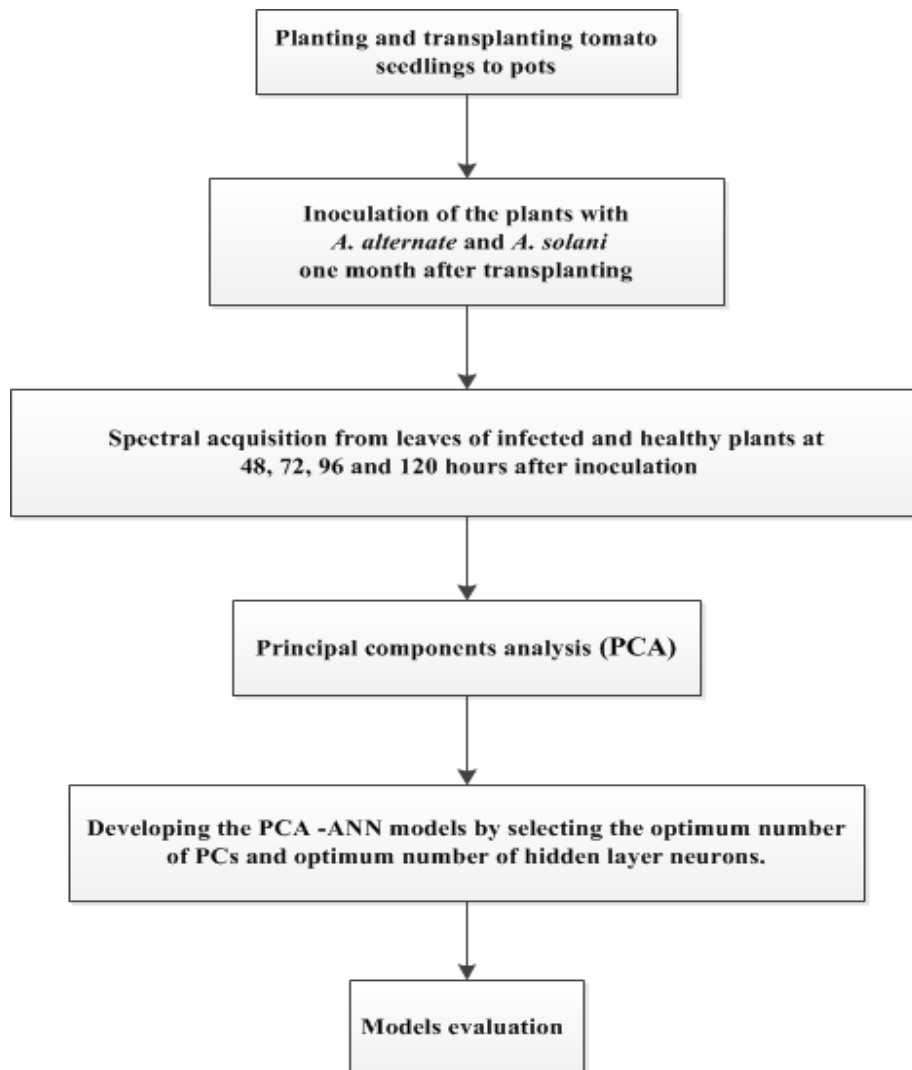 Planting and transplanting tomato
seedlings to pots
Inoculation of the plants with
A. alternate and A. solani
one month after transplanting
Spectral acquisition from leaves of infected and healthy plants at
48, 72, 96 and 120 hours after inoculation
Principal components analysis (PCA)
Developing the PCA -ANN models by selecting the optimum number
of PCs and optimum number of hidden layer neurons.
Models evaluation